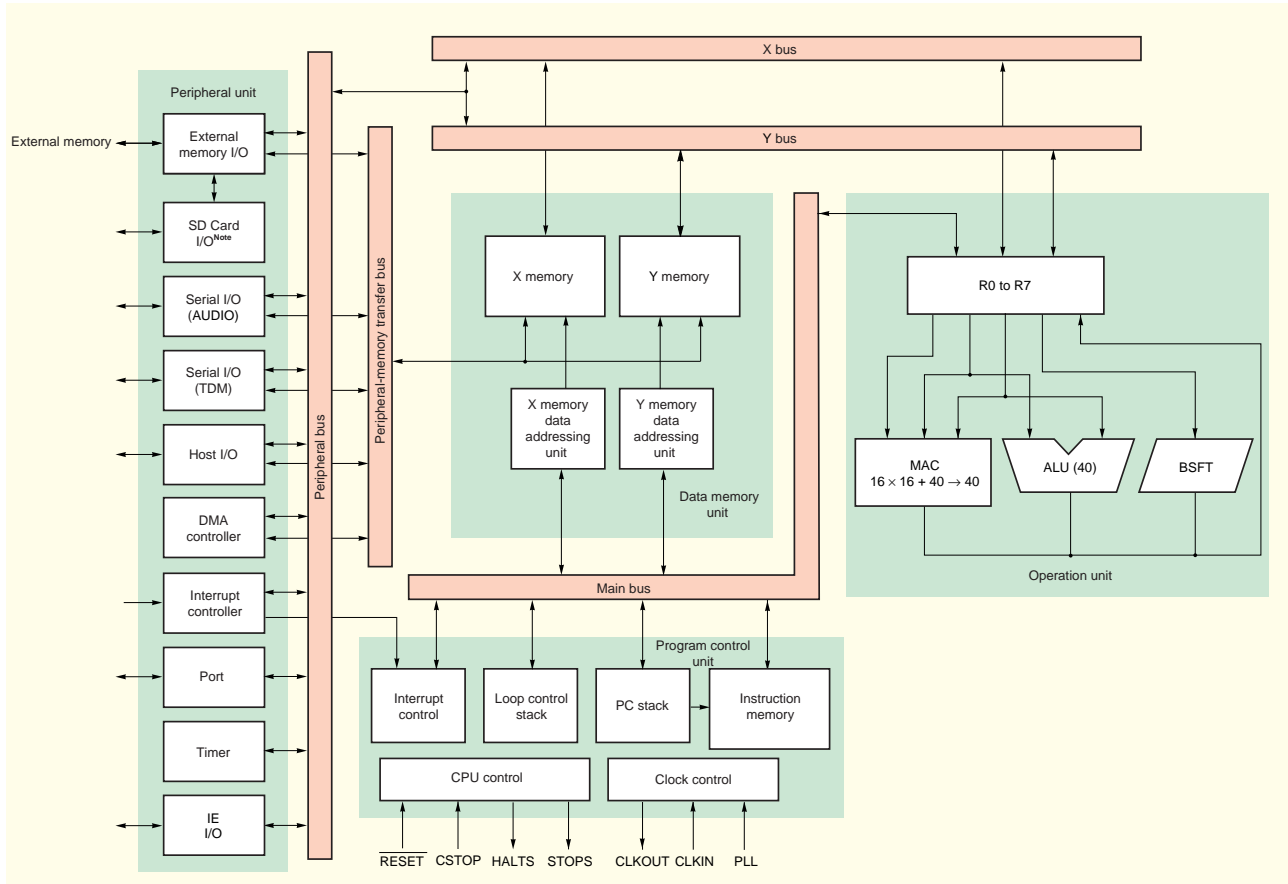 X bus
Peripheral unit
External memory
External
memory I/O
Y bus
SD Card
I/O Note
X memory
Y memory
R0 to R7
Serial I/O
(AUDIO)
Serial I/O
(TDM)
Peripheral bus
Peripheral-memory transfer bus
X memory
data
addressing
unit
Y memory
data
addressing
unit
Host I/O
MAC
16 × 16 + 40 → 40
ALU (40)
BSFT
Data memory
unit
DMA
controller
Operation unit
Main bus
Interrupt
controller
Program control
unit
Port
Interrupt
control
Loop control
stack
PC stack
Instruction
memory
Timer
CPU control
Clock control
IE
I/O
RESET
CSTOP
HALTS
STOPS
CLKOUT
CLKIN
PLL